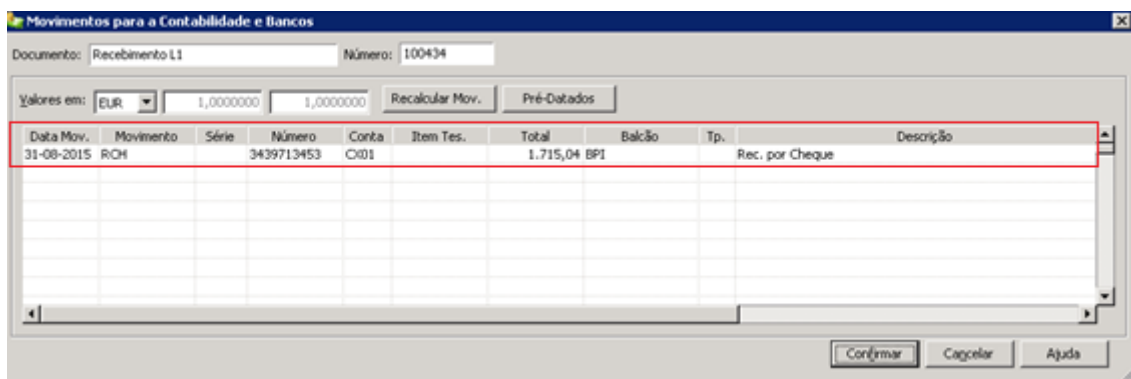 Movimentos para a Contabilidade e Bancos
Documento: Recebimento L1 Número: 100434
Valores em: EUR 1,0000000 1,0000000 Recalcular Mov. Pré-Datados
Data Mov. Movimento Série Número Conta Item Tes. Total Balcão Tp. Descrição
31-08-2015 RCH 3439713453 CX01 1.715,04 BPI Rec. por Cheque
Confirmar Cancelar Ajuda